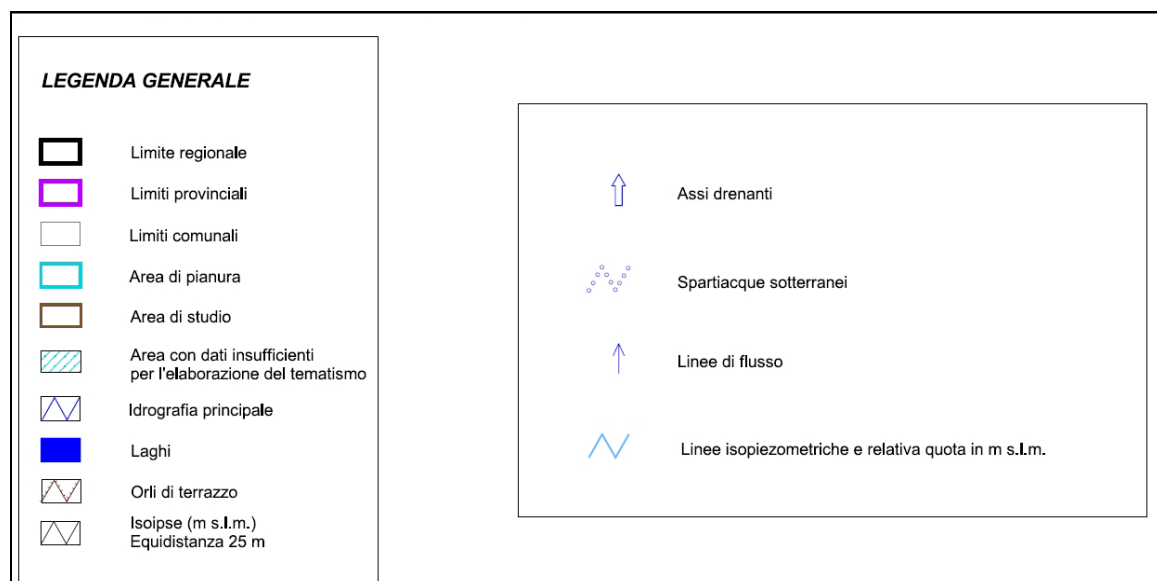 LEGENDA GENERALE
Limite regionale
Limiti provinciali
Limiti comunali
Area di pianura
Area di studio
Area con dati insufficienti
per l'elaborazione del tematismo
Idrografia principale
Laghi
Orli di terrazzo
Isoipse (m s.l.m.)
Equidistanza 25 m
Assi drenanti
Spartiacque sotterranei
Linee di flusso
Linee isopiezometriche e relativa quota in m s.l.m.